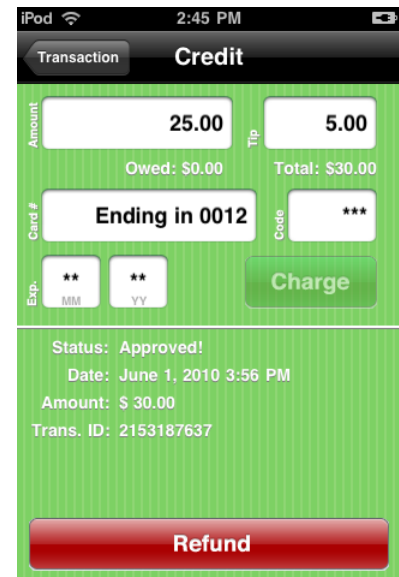 iPod 2:45 PM
Transaction Credit
Amount 25.00 Tip 5.00
Owed: $0.00 Total: $30.00
Card # Ending in 0012 Code ***
Exp. ** MM ** YY Charge
Status: Approved!
Date: June 1, 2010 3:56 PM
Amount: $ 30.00
Trans. ID: 2153187637
Refund